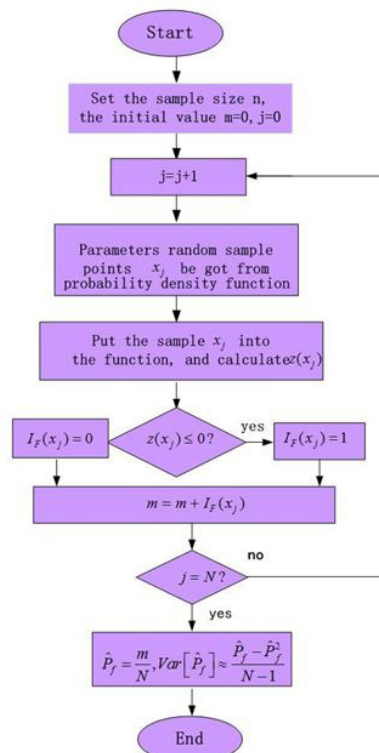 Start
Set the sample size n,
the initial value m=0, j=0
j=j+1
Parameters random sample
points x_j be got from
probability density function
Put the sample x_j into
the function, and calculate z(x_j)
I_F(x_j)=0
z(x_j)≤0?
yes
I_F(x_j)=1
m=m+I_F(x_j)
j=N?
no
yes
P̂_f=m/N, Var[P̂_f]≈(P̂_f-P̂_f^2)/(N-1)
End